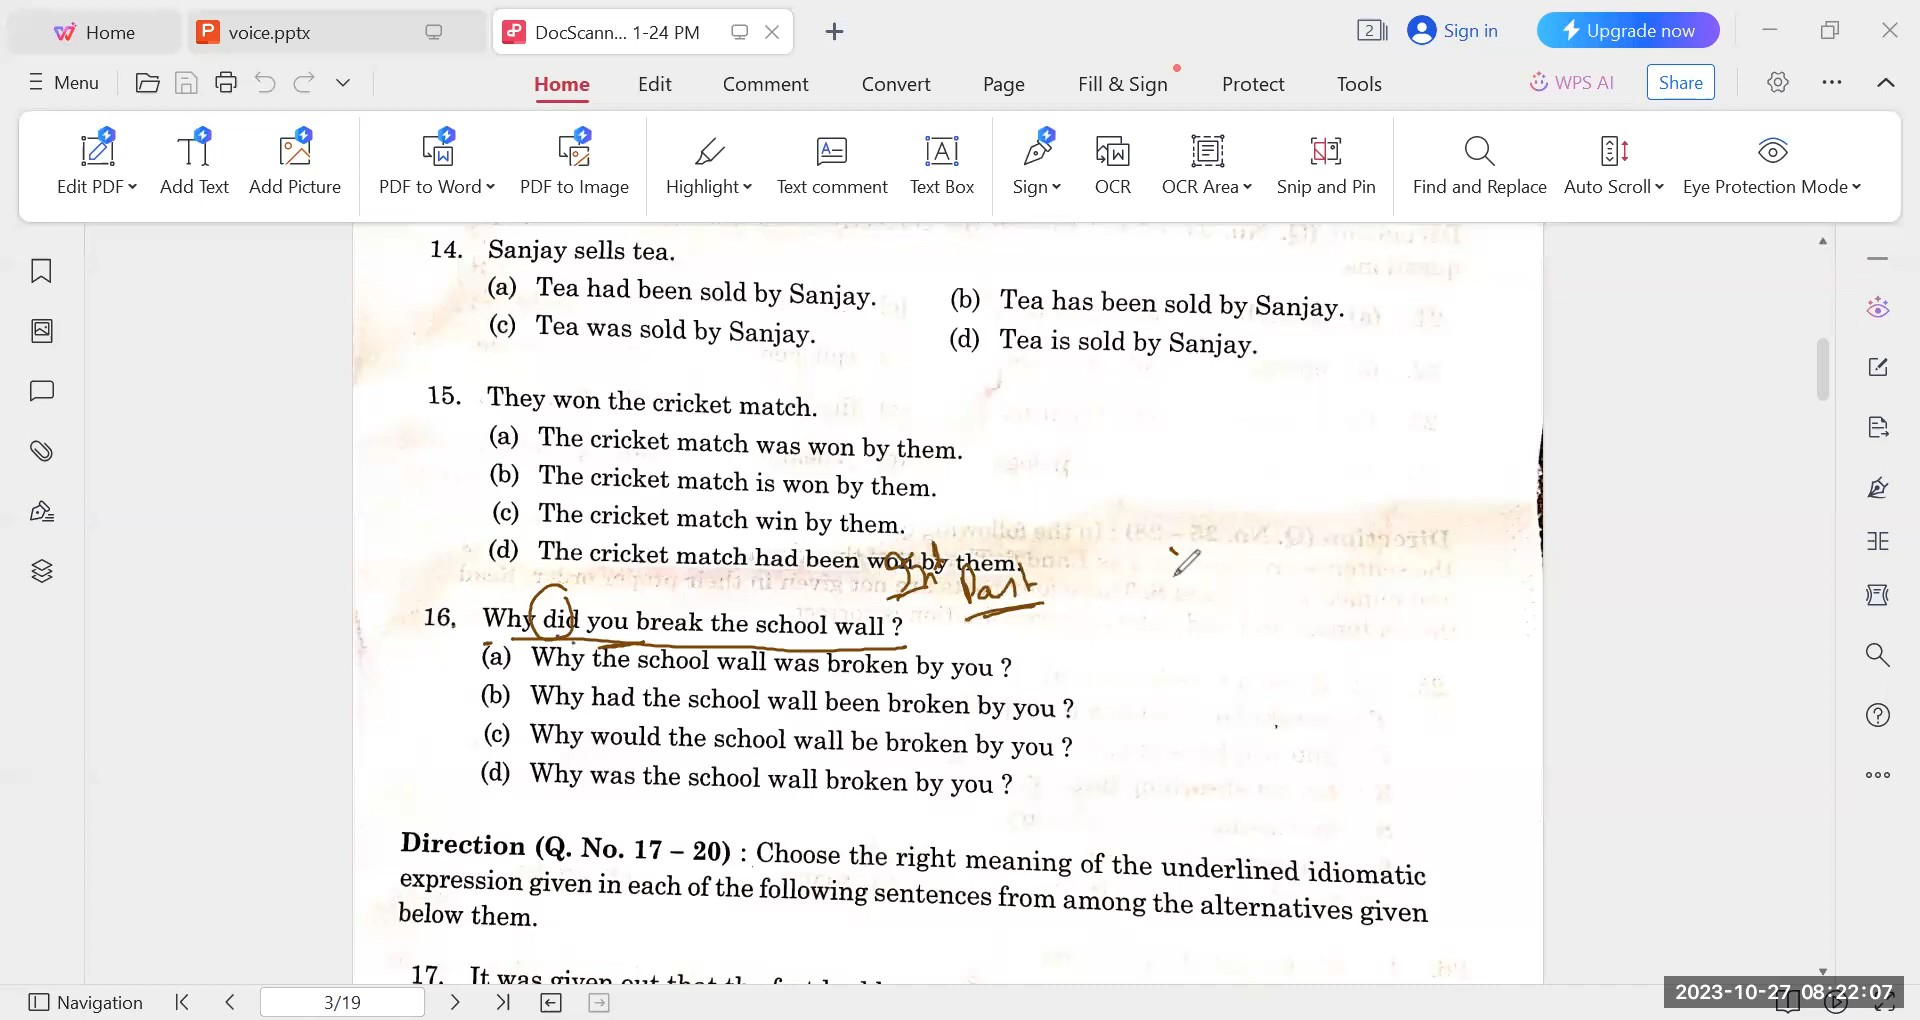 Home
voice.pptx
DocScann... 1-24 PM
2
Sign in
Upgrade now
Menu
Home
Edit
Comment
Convert
Page
Fill & Sign
Protect
Tools
WPS AI
Share
Edit PDF
Add Text
Add Picture
PDF to Word
PDF to Image
Highlight
Text comment
Text Box
Sign
OCR
OCR Area
Snip and Pin
Find and Replace
Auto Scroll
Eye Protection Mode
14. Sanjay sells tea.
(a) Tea had been sold by Sanjay. (b) Tea has been sold by Sanjay.
(c) Tea was sold by Sanjay. (d) Tea is sold by Sanjay.
15. They won the cricket match.
(a) The cricket match was won by them.
(b) The cricket match is won by them.
(c) The cricket match win by them.
(d) The cricket match had been won by them.
Past
16. Why did you break the school wall ?
(a) Why the school wall was broken by you ?
(b) Why had the school wall been broken by you ?
(c) Why would the school wall be broken by you ?
(d) Why was the school wall broken by you ?
Direction (Q. No. 17 – 20) : Choose the right meaning of the underlined idiomatic
expression given in each of the following sentences from among the alternatives given
below them.
17. It was given out that the
Navigation
3/19
2023-10-27 08:22:07